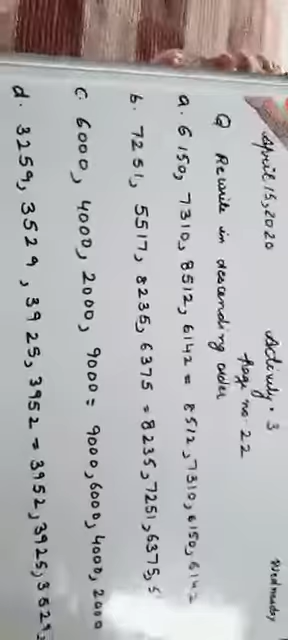 April 15, 2020 Activity - 3 Wednesday
Page no - 22
Q Rewrite in descending order
a. 6150, 7310, 8512, 6142 = 8512, 7310, 6150, 6142
b. 7251, 5517, 8235, 6375 = 8235, 7251, 6375, 5
c. 6000, 4000, 2000, 9000 = 9000, 6000, 4000, 2000
d. 3259, 3529, 3925, 3952 = 3952, 3925, 3529,